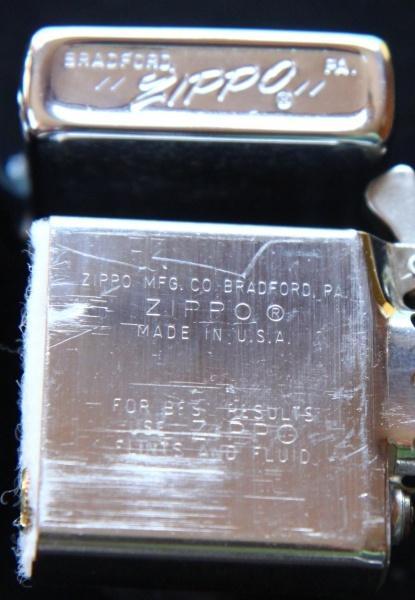 BRADFORD, PA.
// ZIPPO ® //
ZIPPO MFG. CO. BRADFORD, PA.
ZIPPO ®
MADE IN U.S.A.
FOR BEST RESULTS
USE ZIPPO
FLINTS AND FLUID